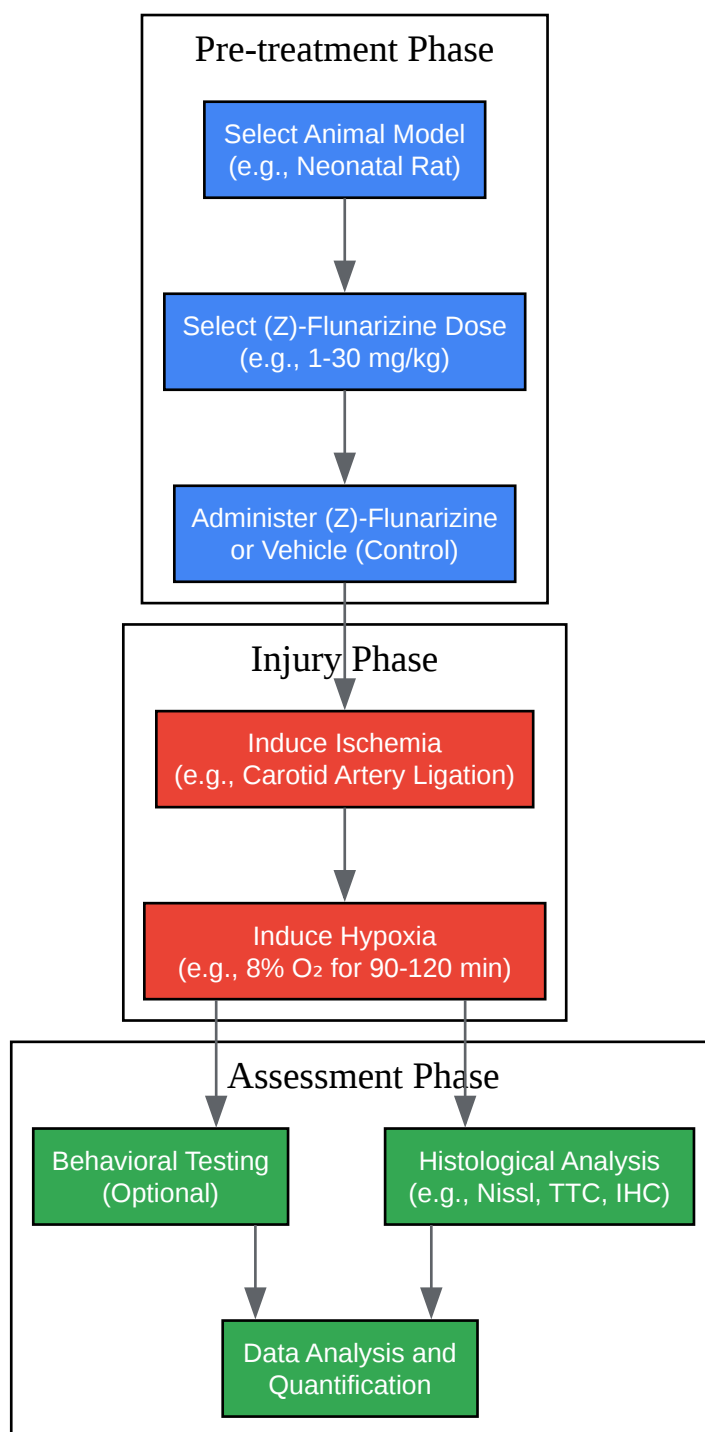 Pre-treatment Phase
Select Animal Model
(e.g., Neonatal Rat)
Select (Z)-Flunarizine Dose
(e.g., 1-30 mg/kg)
Administer (Z)-Flunarizine
or Vehicle (Control)
Injury Phase
Induce Ischemia
(e.g., Carotid Artery Ligation)
Induce Hypoxia
(e.g., 8% O₂ for 90-120 min)
Assessment Phase
Behavioral Testing
(Optional)
Histological Analysis
(e.g., Nissl, TTC, IHC)
Data Analysis and
Quantification